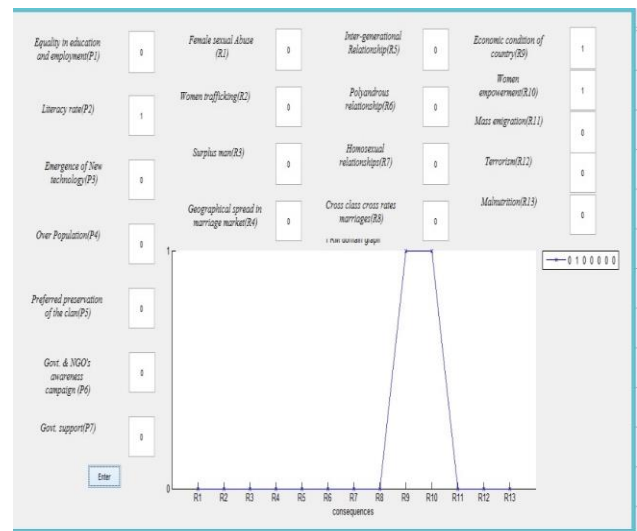 Equality in education
and employment(P1)
0
Literacy rate(P2)
1
Emergence of New
technology(P3)
0
Over Population(P4)
0
Preferred preservation
of the clan(P5)
0
Govt. & NGO's
awareness
campaign (P6)
0
Govt. support(P7)
0
Enter
Female sexual Abuse
(R1)
0
Women trafficking(R2)
0
Surplus man(R3)
0
Geographical spread in
marriage market(R4)
0
Inter-generational
Relationship(R5)
0
Polyandrous
relationship(R6)
0
Homosexual
relationships(R7)
0
Cross class cross rates
marriages(R8)
0
Economic condition of
country(R9)
1
Women
empowerment(R10)
1
Mass emigration(R11)
0
Terrorism(R12)
0
Malnutrition(R13)
0
domain graph
1
0
R1 R2 R3 R4 R5 R6 R7 R8 R9 R10 R11 R12 R13
consequences
0 1 0 0 0 0 0